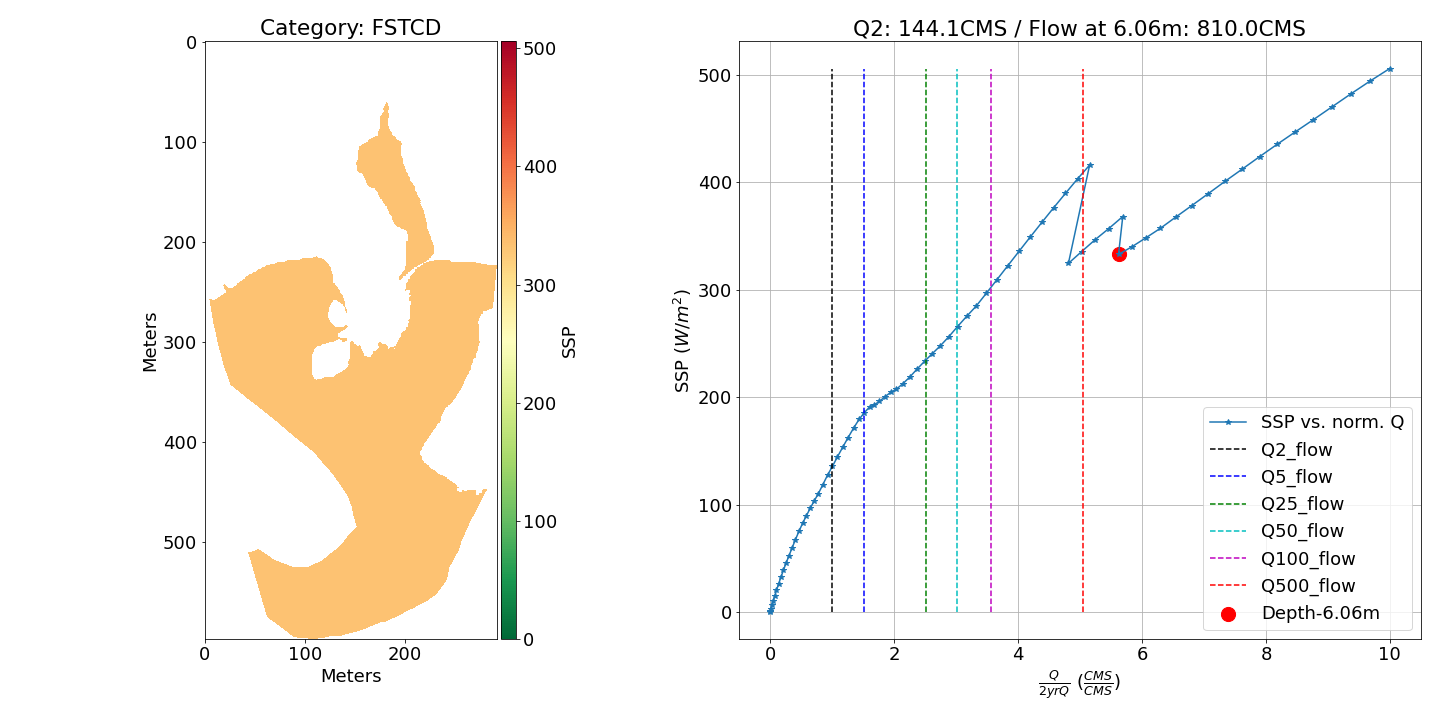 Category: FSTCD
0
100
200
300
400
500
Meters
0
100
200
Meters
500
400
300
200
100
0
SSP
Q2: 144.1CMS / Flow at 6.06m: 810.0CMS
500
400
300
200
100
0
SSP (W/m²)
0
2
4
6
8
10
Q/2yrQ (CMS/CMS)
SSP vs. norm. Q
Q2_flow
Q5_flow
Q25_flow
Q50_flow
Q100_flow
Q500_flow
Depth-6.06m